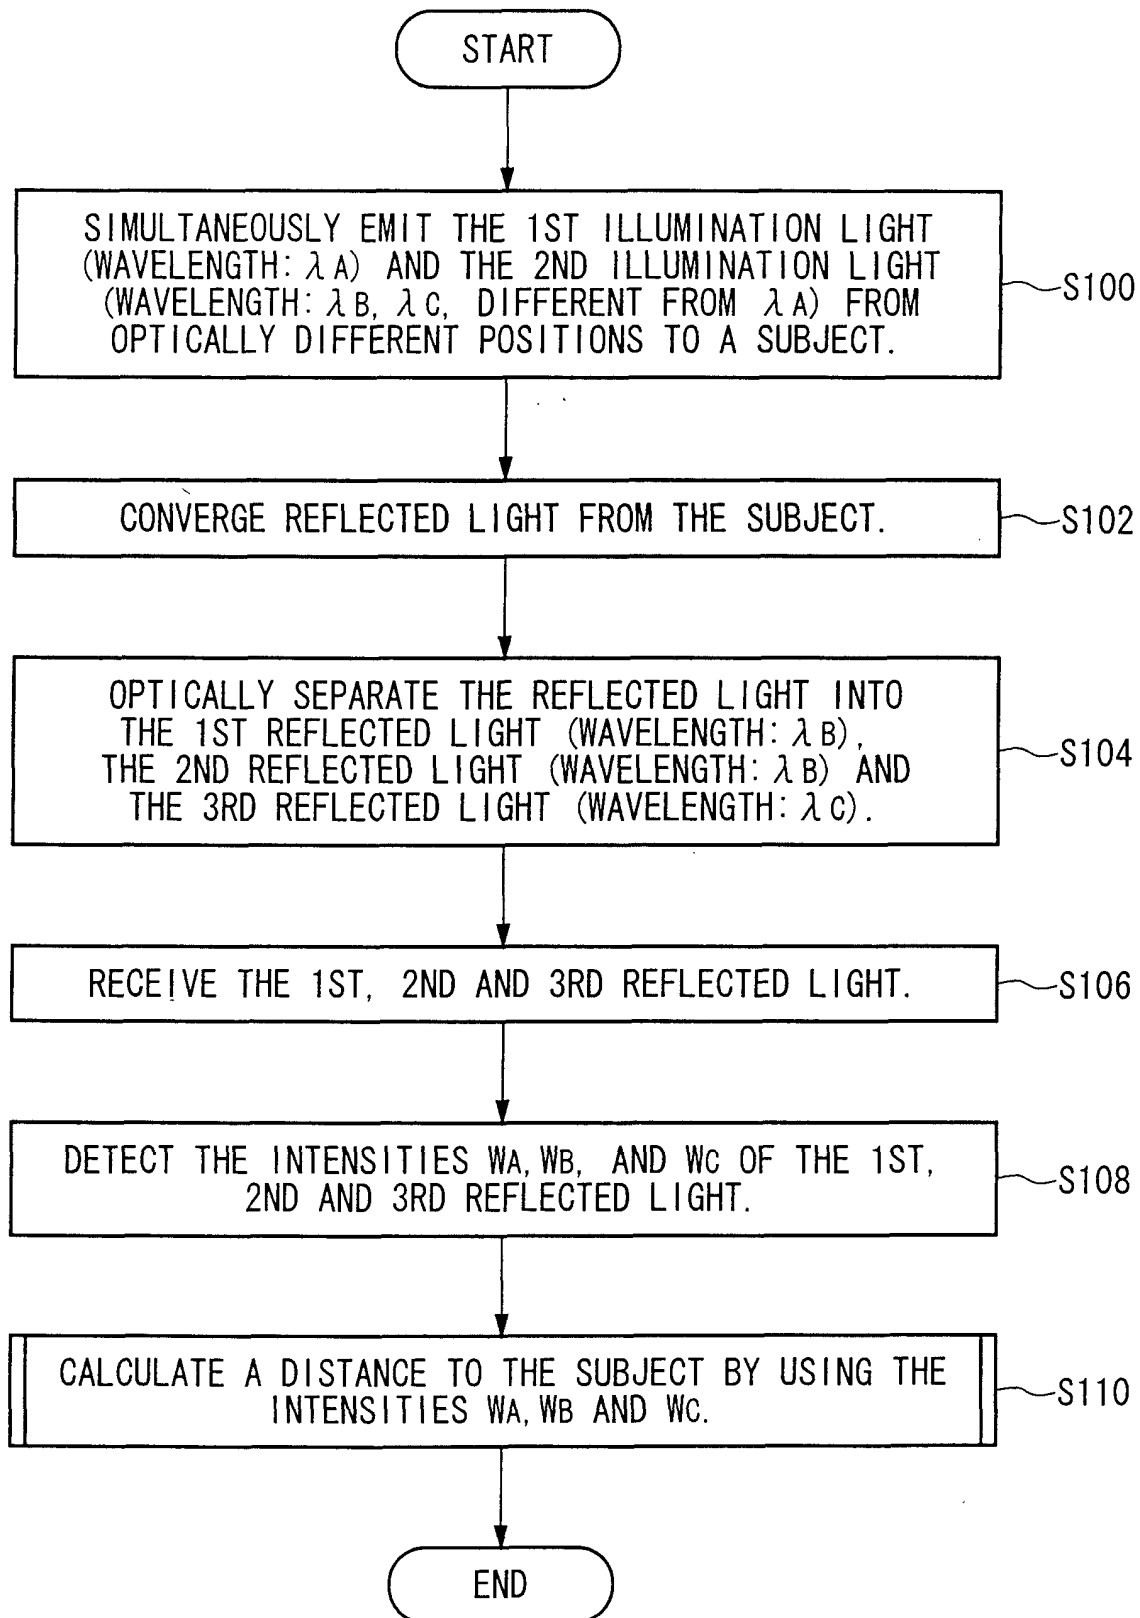 START
SIMULTANEOUSLY EMIT THE 1ST ILLUMINATION LIGHT
(WAVELENGTH: λA) AND THE 2ND ILLUMINATION LIGHT
(WAVELENGTH: λB, λC, DIFFERENT FROM λA) FROM
OPTICALLY DIFFERENT POSITIONS TO A SUBJECT.
S100
CONVERGE REFLECTED LIGHT FROM THE SUBJECT.
S102
OPTICALLY SEPARATE THE REFLECTED LIGHT INTO
THE 1ST REFLECTED LIGHT (WAVELENGTH: λB),
THE 2ND REFLECTED LIGHT (WAVELENGTH: λB) AND
THE 3RD REFLECTED LIGHT (WAVELENGTH: λC).
S104
RECEIVE THE 1ST, 2ND AND 3RD REFLECTED LIGHT.
S106
DETECT THE INTENSITIES WA, WB, AND WC OF THE 1ST,
2ND AND 3RD REFLECTED LIGHT.
S108
CALCULATE A DISTANCE TO THE SUBJECT BY USING THE
INTENSITIES WA, WB AND WC.
S110
END